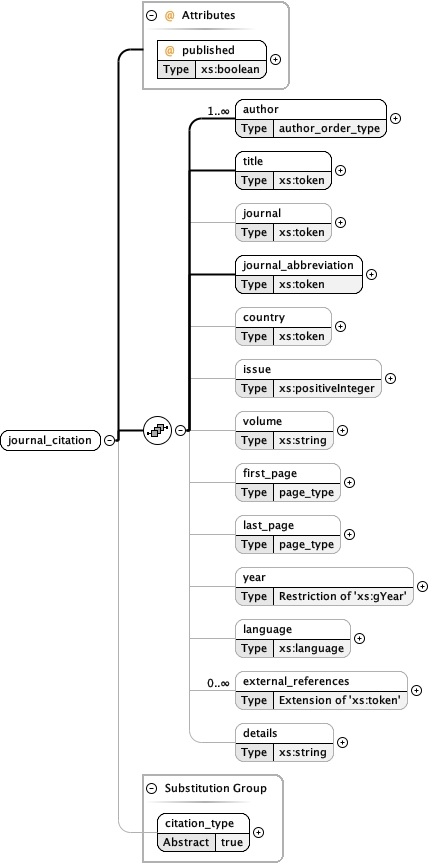 @ Attributes
@ published
Type xs:boolean
1..∞ author
Type author_order_type
title
Type xs:token
journal
Type xs:token
journal_abbreviation
Type xs:token
country
Type xs:token
issue
Type xs:positiveInteger
volume
Type xs:string
journal_citation
first_page
Type page_type
last_page
Type page_type
year
Type Restriction of 'xs:gYear'
language
Type xs:language
0..∞ external_references
Type Extension of 'xs:token'
details
Type xs:string
Substitution Group
citation_type
Abstract true